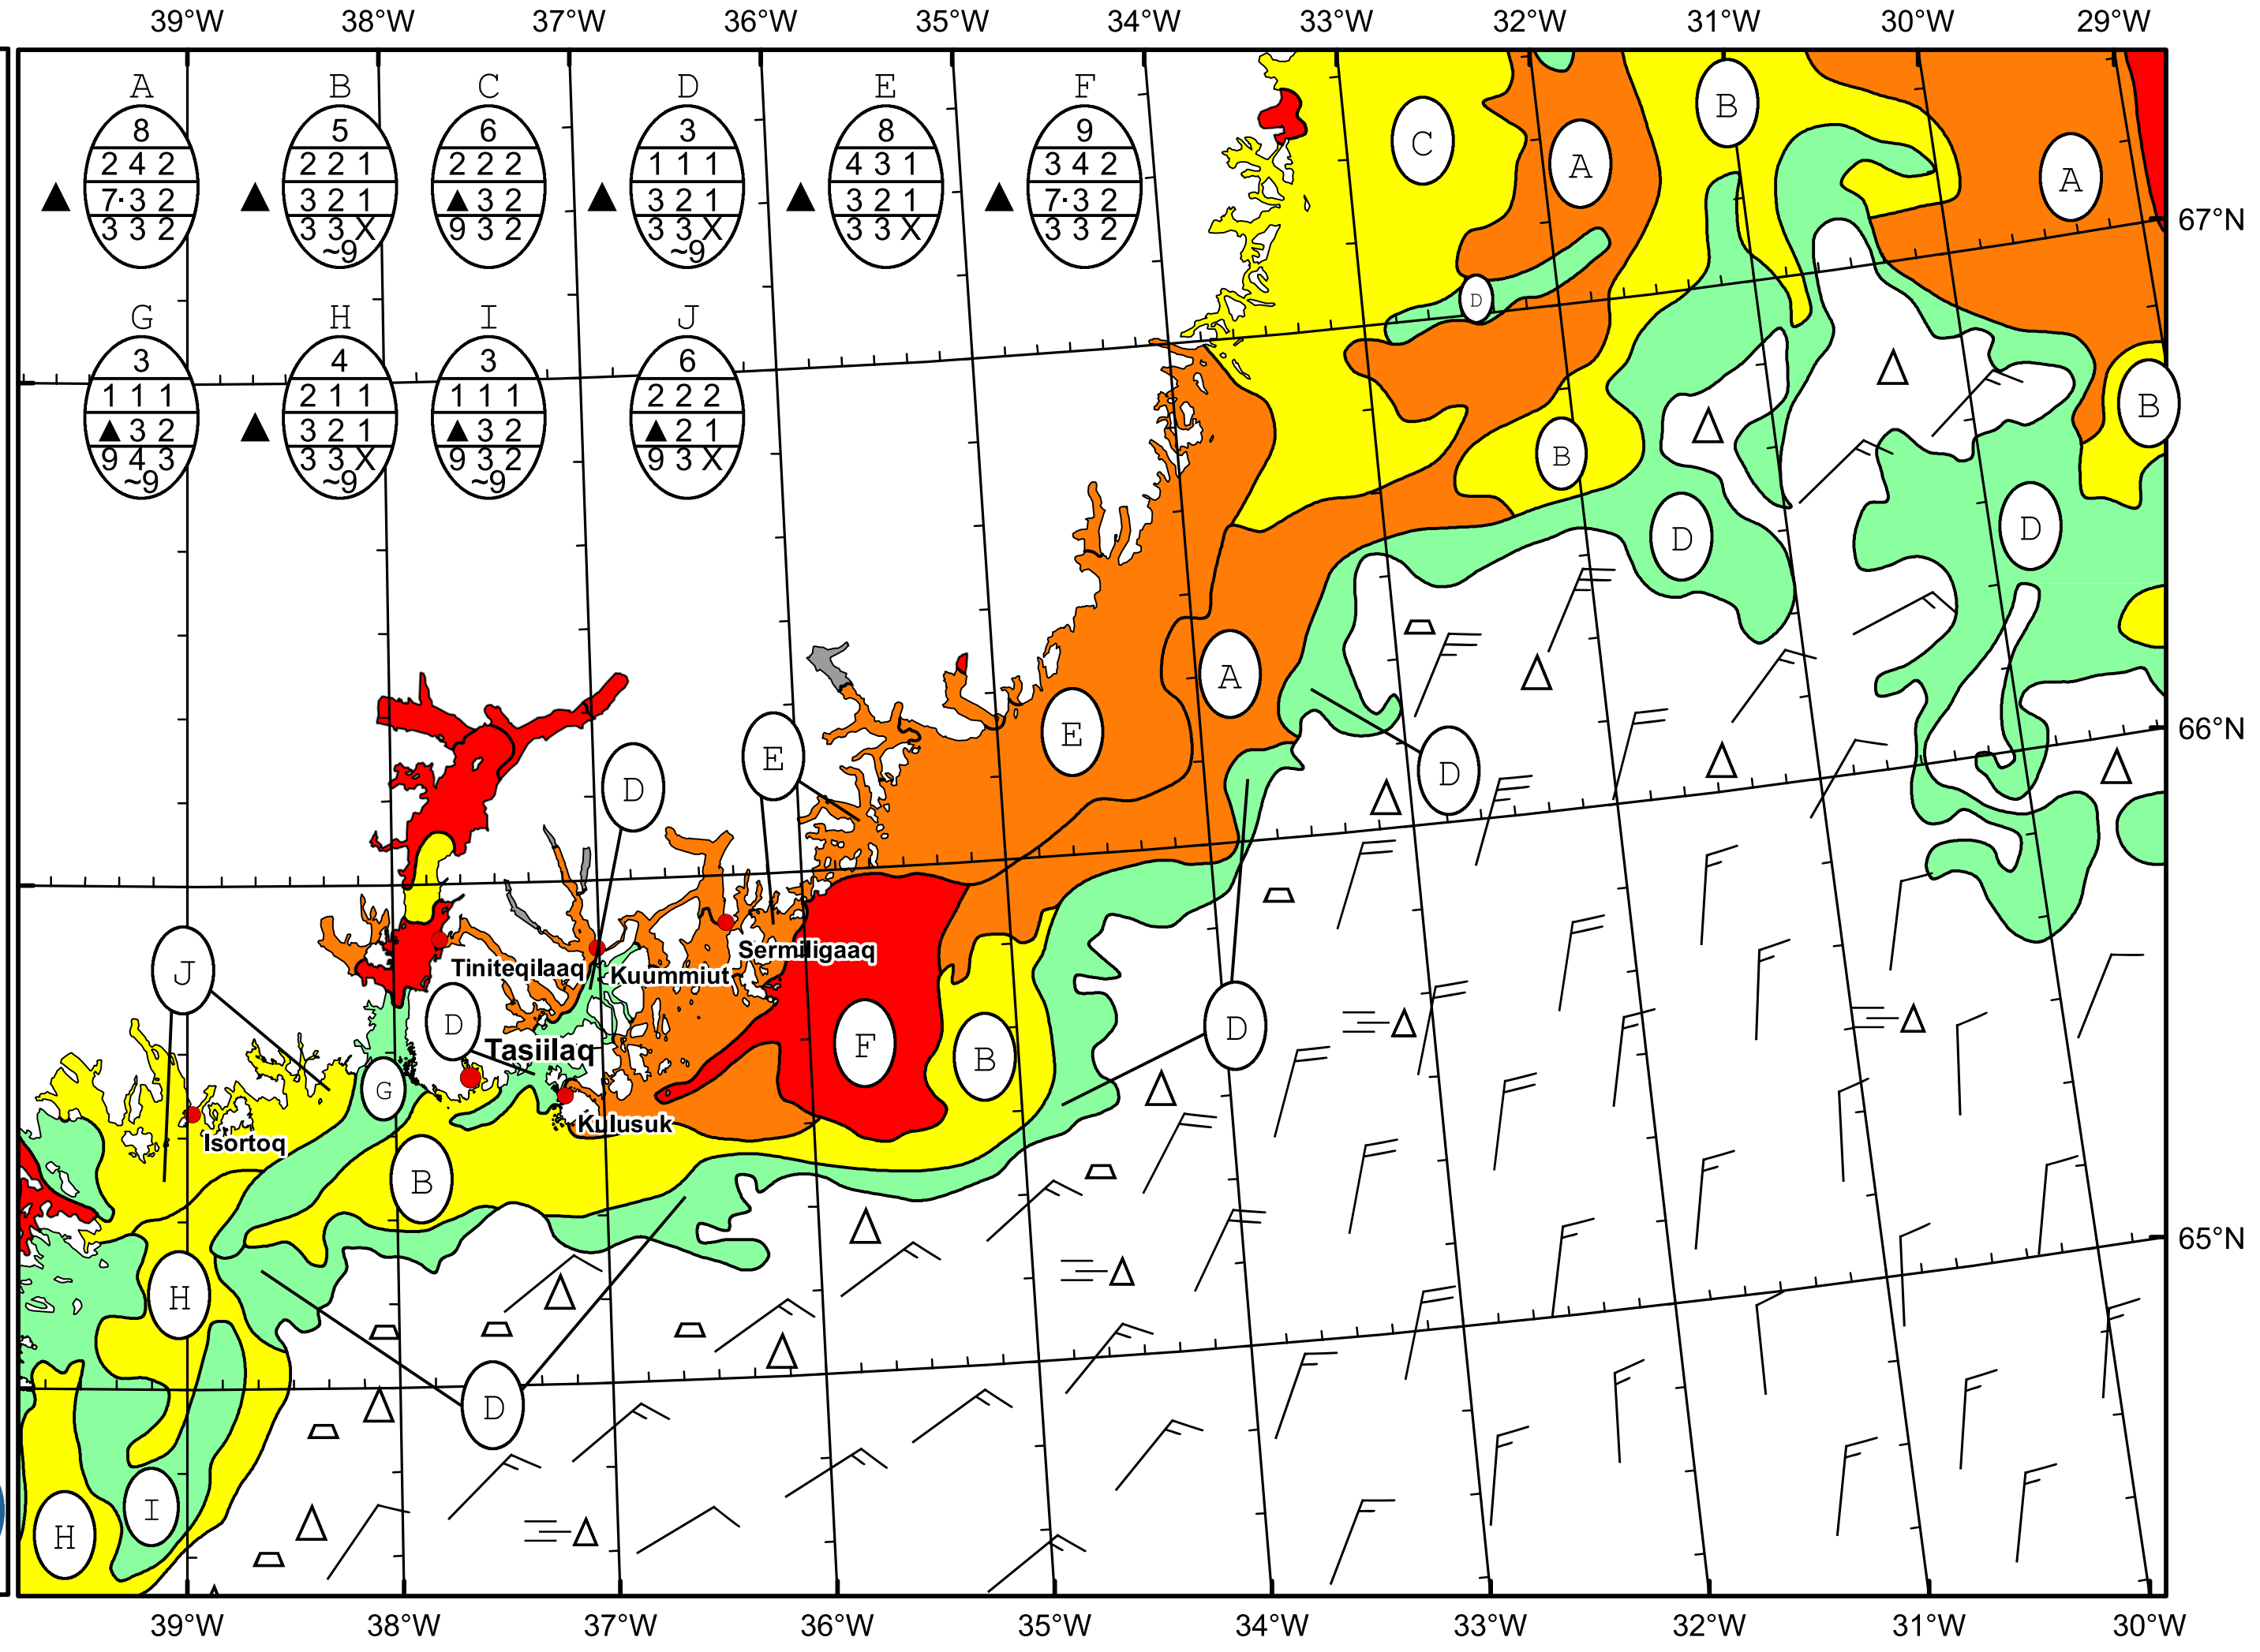 39°W 38°W 37°W 36°W 35°W 34°W 33°W 32°W 31°W 30°W 29°W
A B C D E F
8 5 6 3 8 9
2 4 2 2 2 1 2 2 2 1 1 1 4 3 1 3 4 2
▲ 7·3 2 ▲ 3 2 1 ▲ 3 2 ▲ 3 2 1 ▲ 3 2 1 ▲ 7·3 2
3 3 2 3 3 X 9 3 2 3 3 X 3 3 X 3 3 2
~9 ~9
G H I J
3 4 3 6
1 1 1 2 1 1 1 1 1 2 2 2
▲ 3 2 ▲ 3 2 1 ▲ 3 2 ▲ 2 1
9 4 3 3 3 X 9 3 2 9 3 X
~9 ~9 ~9
B
C
A
A
67°N
D
B
B
D
D
A
E
66°N
E
D
D
Sermiligaaq
Tiniteqilaaq
Kuummiut
J
D
D
Tasiilaq
F
B
G
Kulusuk
Isortoq
B
65°N
H
D
I
H
39°W 38°W 37°W 36°W 35°W 34°W 33°W 32°W 31°W 30°W